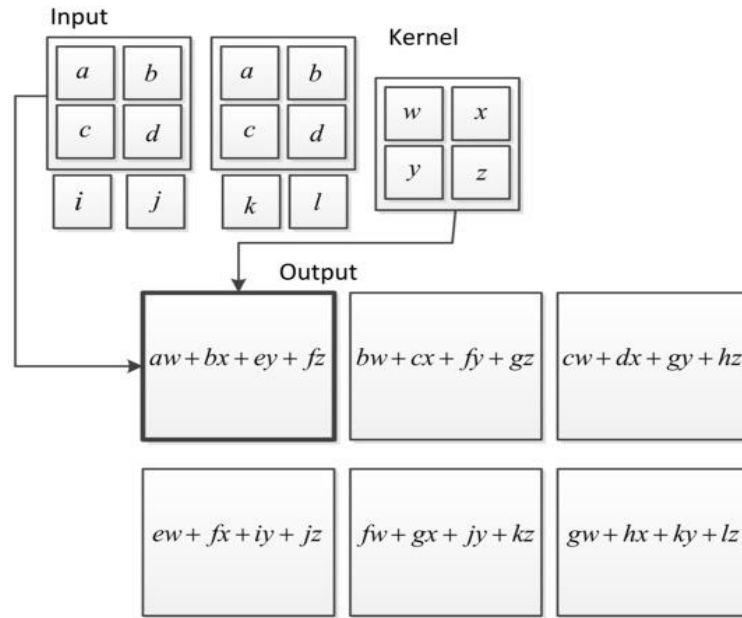 Input
Kernel
a b a b
w x
c d c d
y z
i j k l
Output
aw + bx + ey + fz bw + cx + fy + gz cw + dx + gy + hz
ew + fx + iy + jz fw + gx + jy + kz gw + hx + ky + lz